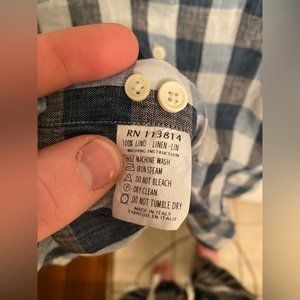 RN 113814
100% LINO - LINEN - LIN
WASHING INSTRUCTION
MACHINE WASH
IRON STEAM
DO NOT BLEACH
DRY CLEAN
DO NOT TUMBLE DRY
MADE IN ITALY
FABRIQUE EN ITALIE